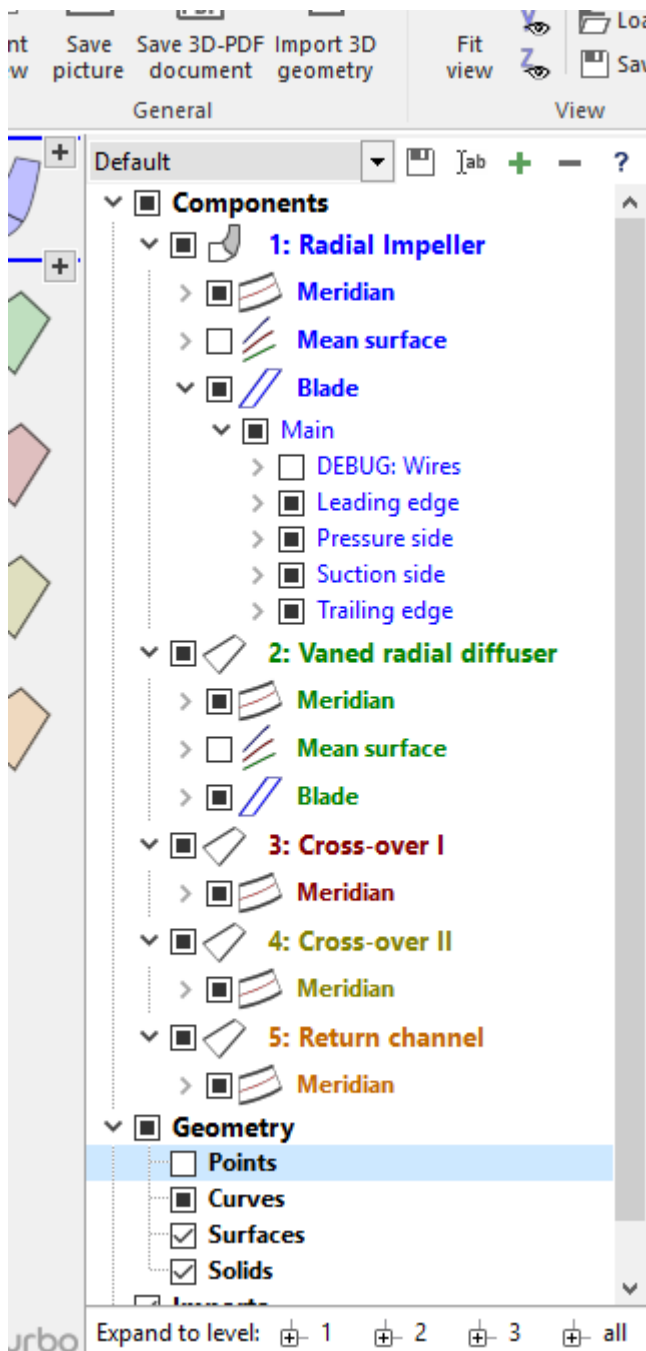 Save Save 3D-PDF Import 3D Fit
picture document geometry view
General View
Default
ab
?
Components
1: Radial Impeller
Meridian
Mean surface
Blade
Main
DEBUG: Wires
Leading edge
Pressure side
Suction side
Trailing edge
2: Vaned radial diffuser
Meridian
Mean surface
Blade
3: Cross-over I
Meridian
4: Cross-over II
Meridian
5: Return channel
Meridian
Geometry
Points
Curves
Surfaces
Solids
Expand to level: 1 2 3 all